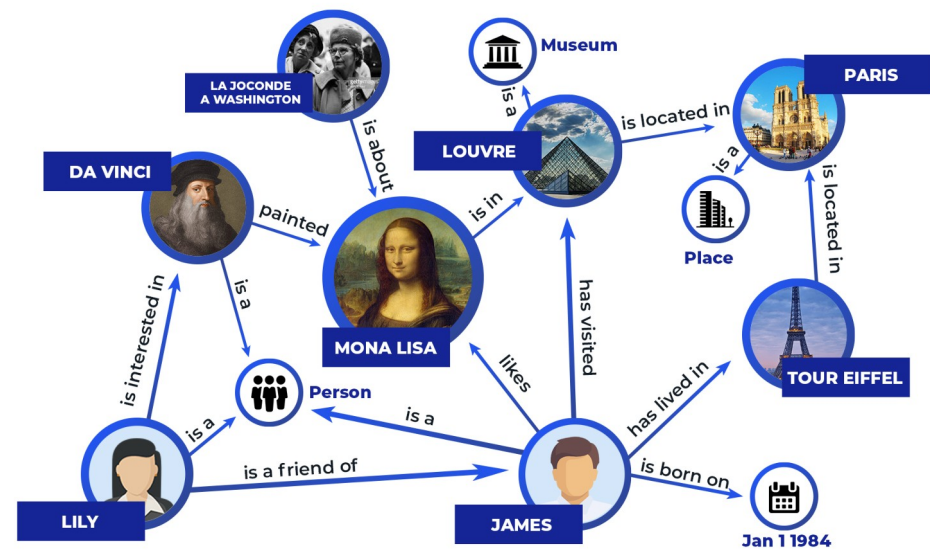 Museum
PARIS
LA JOCONDE
A WASHINGTON
is a
is located in
LOUVRE
is about
is a
DA VINCI
painted
is in
is located in
Place
is a
has visited
is interested in
MONA LISA
likes
TOUR EIFFEL
Person
has lived in
is a
is a
is a friend of
is born on
LILY
JAMES
Jan 1 1984